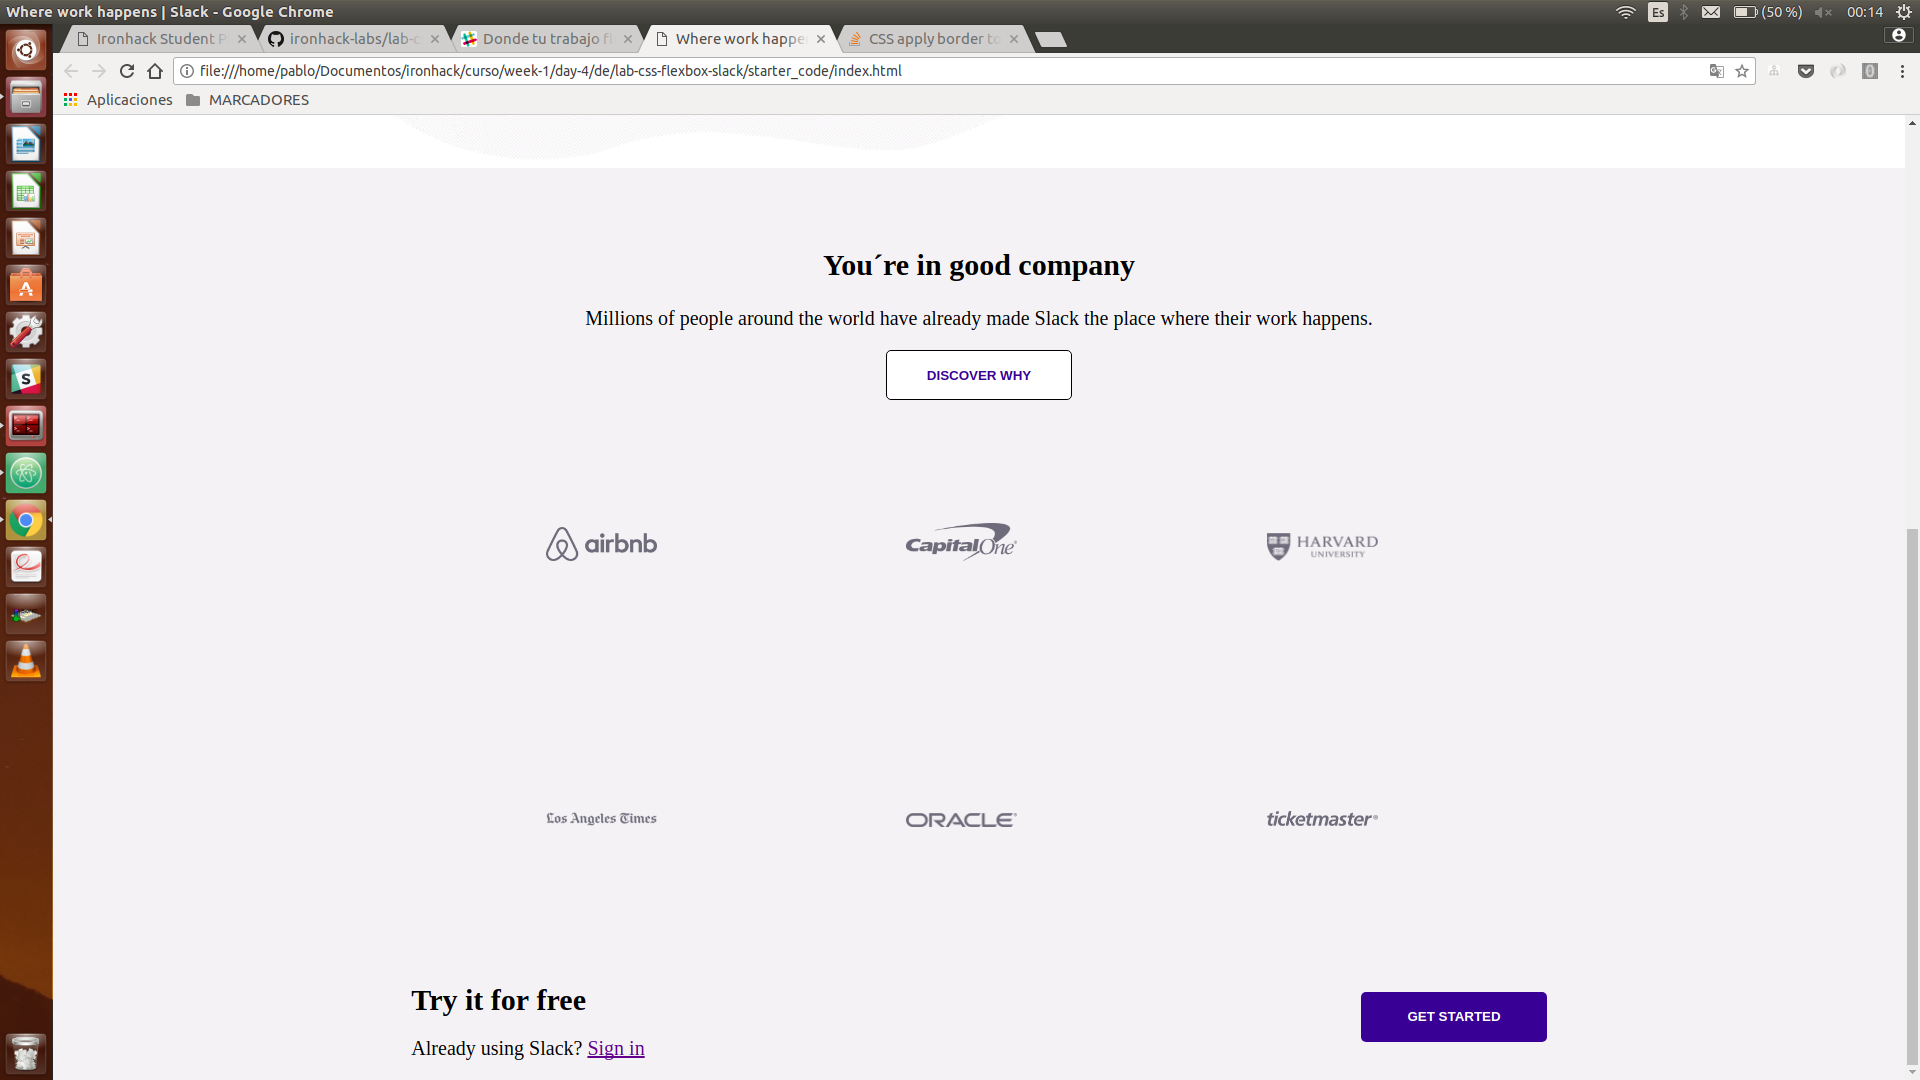 Where work happens | Slack - Google Chrome
Es
(50 %)
00:14
Ironhack Student P
ironhack-labs/lab-c
Donde tu trabajo fl
Where work happe
CSS apply border to
file:///home/pablo/Documentos/ironhack/curso/week-1/day-4/de/lab-css-flexbox-slack/starter_code/index.html
Aplicaciones
MARCADORES
You´re in good company
Millions of people around the world have already made Slack the place where their work happens.
DISCOVER WHY
airbnb
Capital One®
HARVARD
UNIVERSITY
Los Angeles Times
ORACLE®
ticketmaster®
Try it for free
GET STARTED
Already using Slack? Sign in